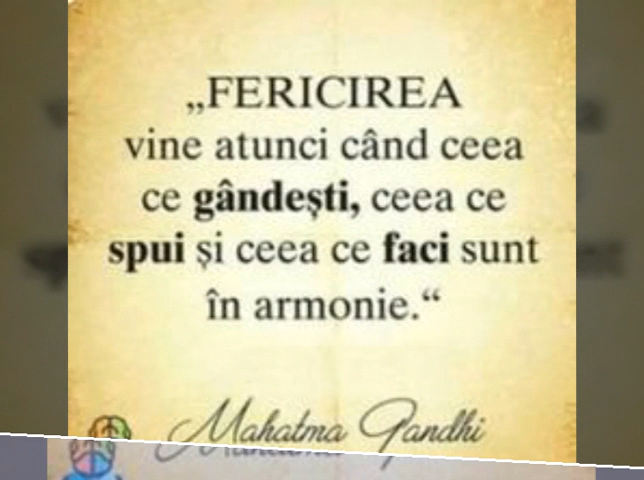 „FERICIREA
vine atunci când ceea
ce gândești, ceea ce
spui și ceea ce faci sunt
în armonie.“
Mahatma Gandhi